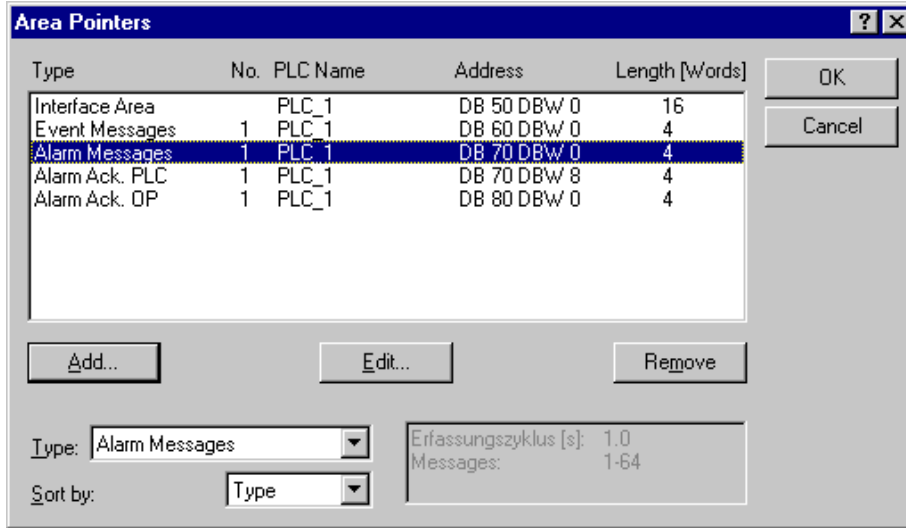 Area Pointers
Type No. PLC Name Address Length [Words]
Interface Area PLC_1 DB 50 DBW 0 16
Event Messages 1 PLC_1 DB 60 DBW 0 4
Alarm Messages 1 PLC_1 DB 70 DBW 0 4
Alarm Ack. PLC 1 PLC_1 DB 70 DBW 8 4
Alarm Ack. OP 1 PLC_1 DB 80 DBW 0 4
OK
Cancel
Add... Edit... Remove
Type: Alarm Messages
Sort by: Type
Erfassungszyklus [s]: 1.0
Messages: 1-64